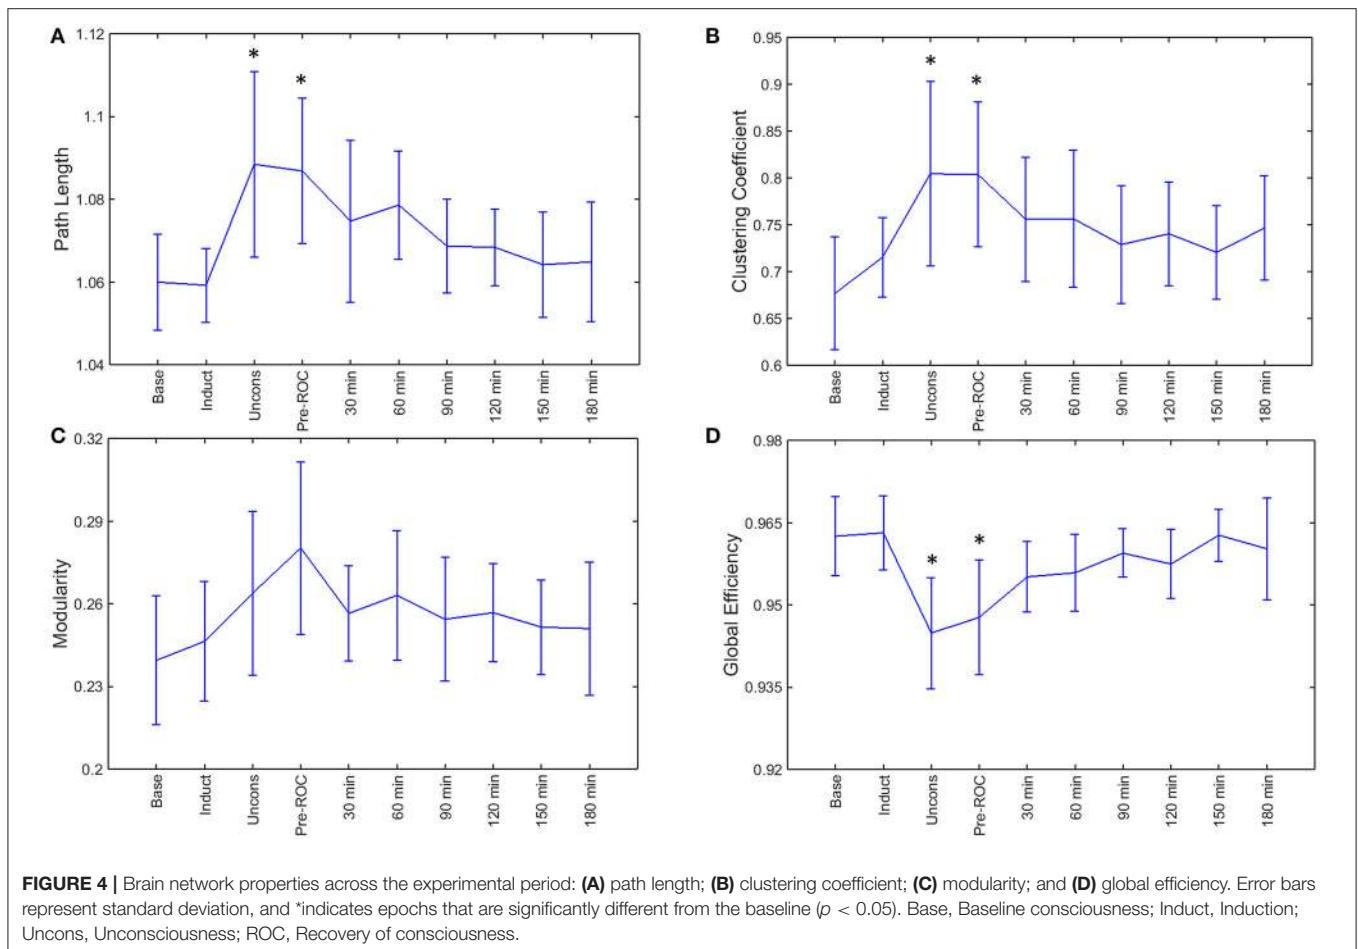 A
1.12
1.1
1.08
1.06
1.04
Path Length
*
*
Base
Induct
Uncons
Pre-ROC
30 min
60 min
90 min
120 min
150 min
180 min
B
0.95
0.9
0.85
0.8
0.75
0.7
0.65
0.6
Clustering Coefficient
*
*
Base
Induct
Uncons
Pre-ROC
30 min
60 min
90 min
120 min
150 min
180 min
C
0.32
0.29
0.26
0.23
0.2
Modularity
Base
Induct
Uncons
Pre-ROC
30 min
60 min
90 min
120 min
150 min
180 min
D
0.98
0.965
0.95
0.935
0.92
Global Efficiency
*
*
Base
Induct
Uncons
Pre-ROC
30 min
60 min
90 min
120 min
150 min
180 min
FIGURE 4 | Brain network properties across the experimental period: (A) path length; (B) clustering coefficient; (C) modularity; and (D) global efficiency. Error bars
represent standard deviation, and *indicates epochs that are significantly different from the baseline (p < 0.05). Base, Baseline consciousness; Induct, Induction;
Uncons, Unconsciousness; ROC, Recovery of consciousness.